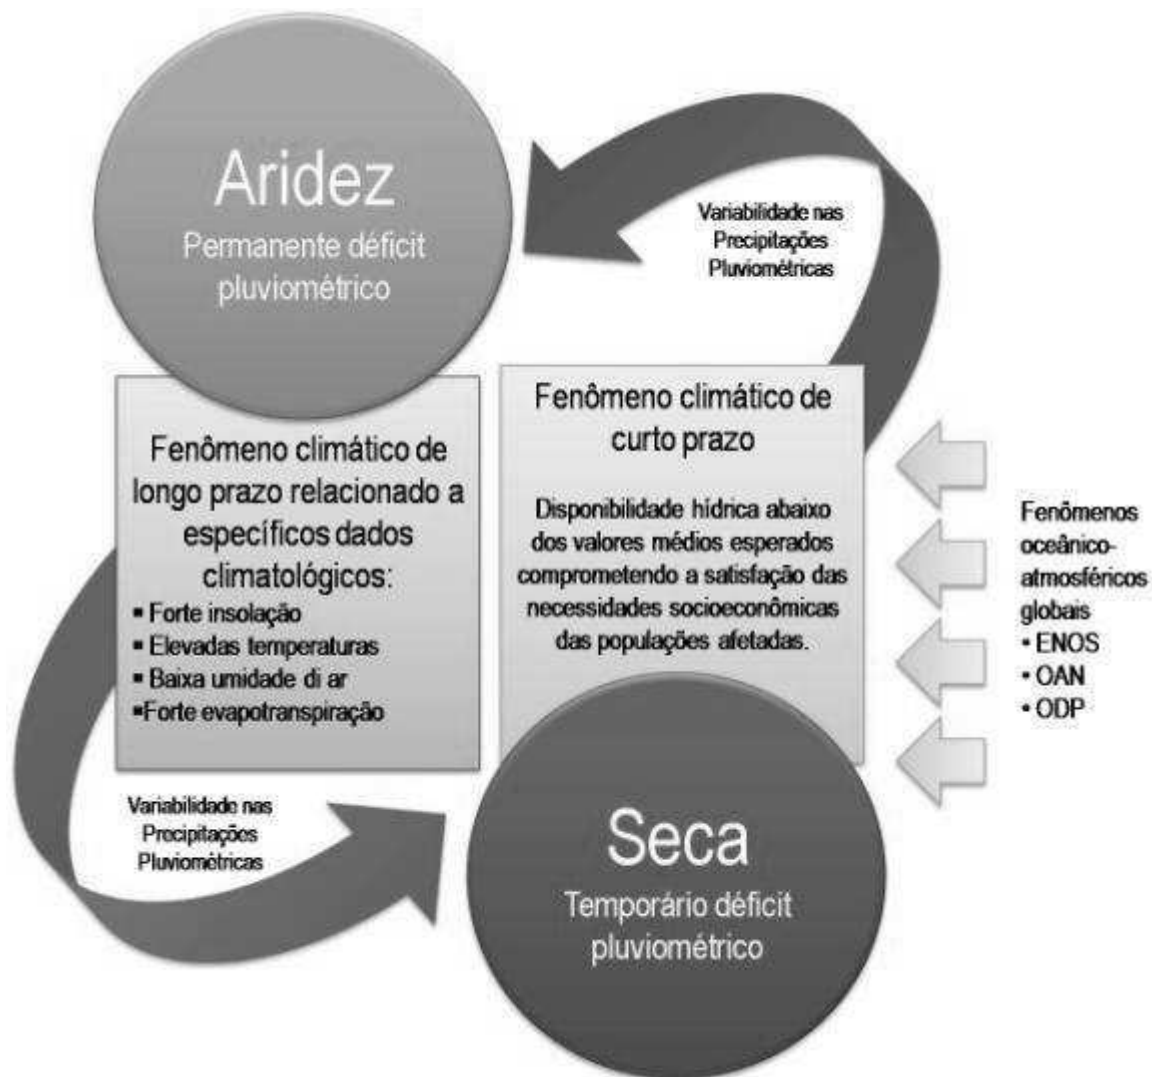 Aridez
Permanente déficit
pluviométrico
Fenômeno climático de
longo prazo relacionado a
específicos dados
climatológicos:
▪ Forte insolação
▪ Elevadas temperaturas
▪ Baixa umidade di ar
▪Forte evapotranspiração
Variabilidade nas
Precipitações
Pluviométricas
Variabilidade nas
Precipitações
Pluviométricas
Fenômeno climático de
curto prazo
Disponibilidade hídrica abaixo
dos valores médios esperados
comprometendo a satisfação das
necessidades socioeconômicas
das populações afetadas.
Seca
Temporário déficit
pluviométrico
Fenômenos
oceânico-
atmosféricos
globais
• ENOS
• OAN
• ODP